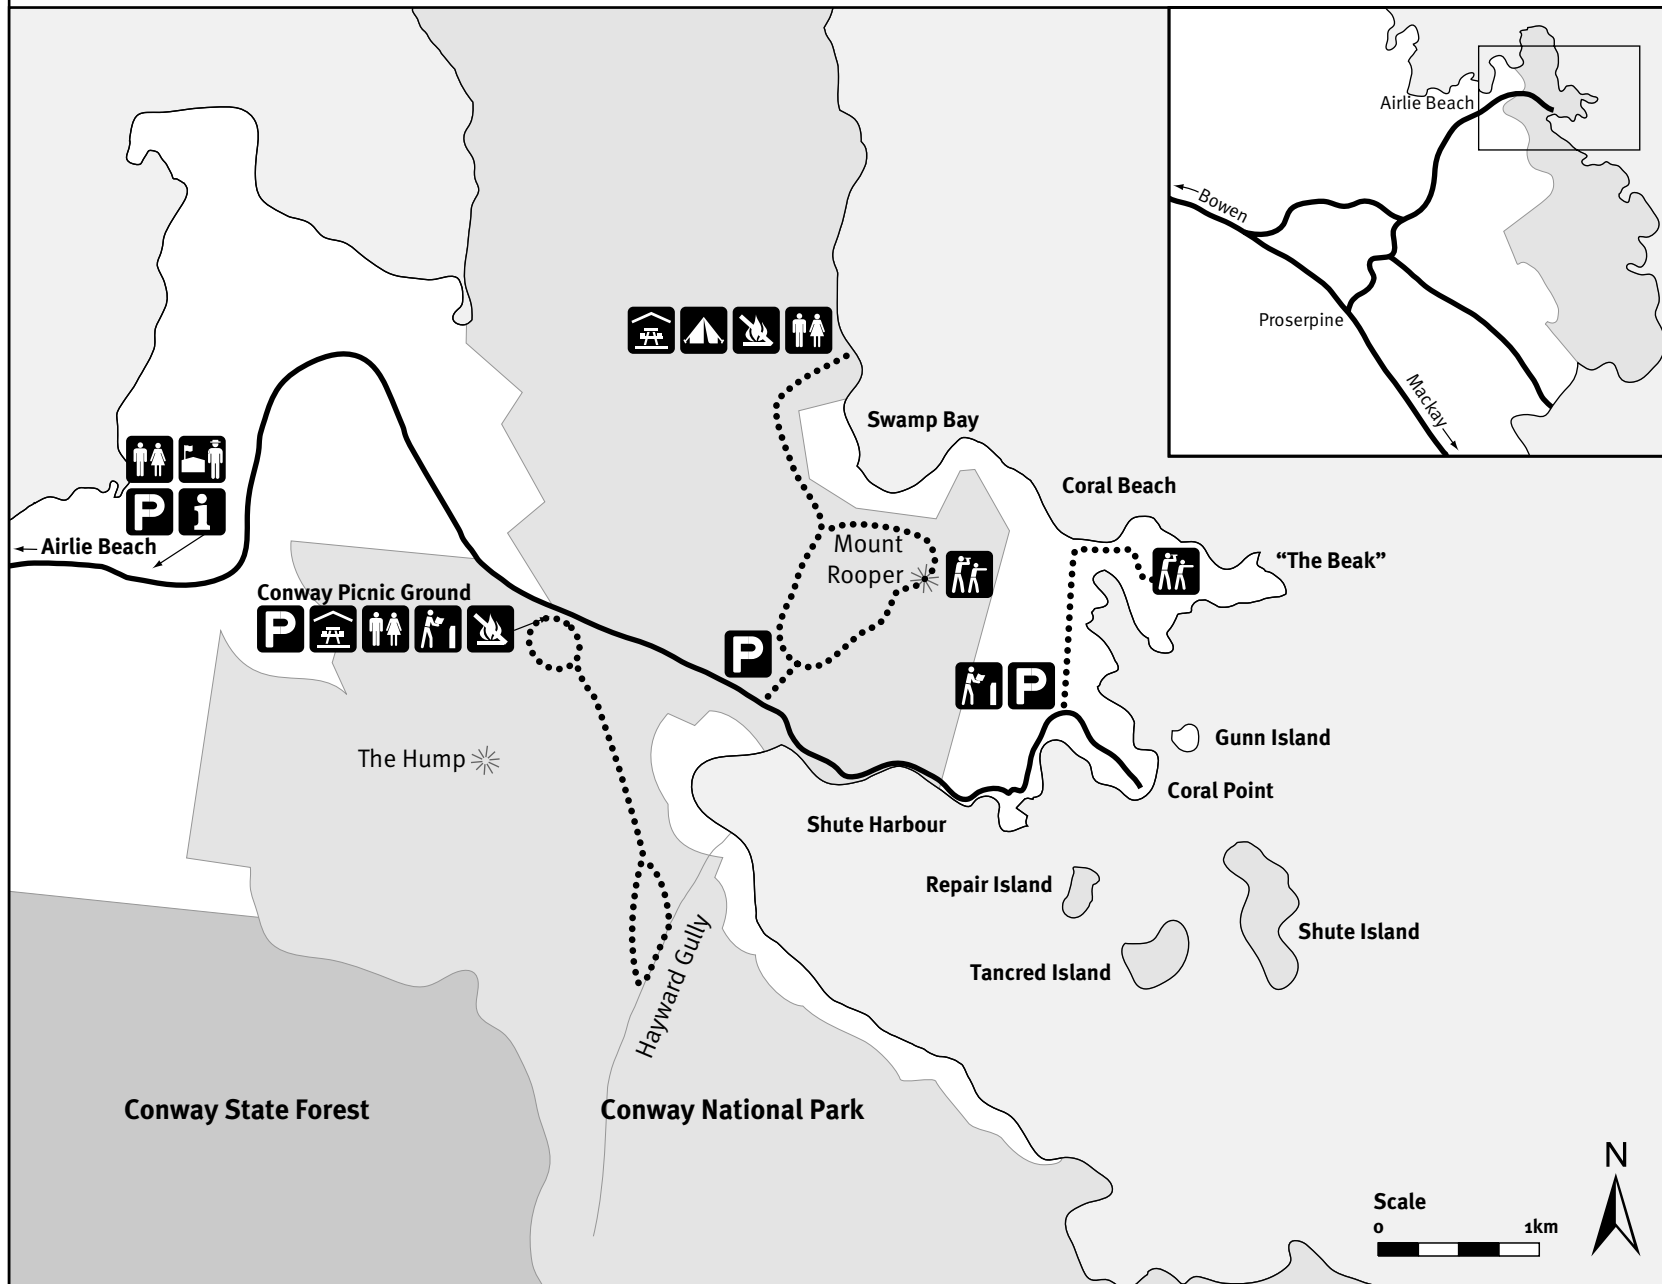 Airlie Beach
Bowen
Proserpine
Mackay
Swamp Bay
Coral Beach
P
i
Airlie Beach
Mount
Rooper
"The Beak"
Conway Picnic Ground
P
P
P
The Hump
Gunn Island
Coral Point
Shute Harbour
Repair Island
Shute Island
Tancred Island
Hayward Gully
Conway State Forest
Conway National Park
N
Scale
0 1km